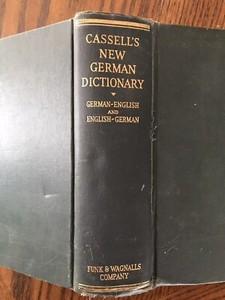 CASSELL'S
NEW
GERMAN
DICTIONARY
GERMAN-ENGLISH
AND
ENGLISH-GERMAN
FUNK & WAGNALLS
COMPANY